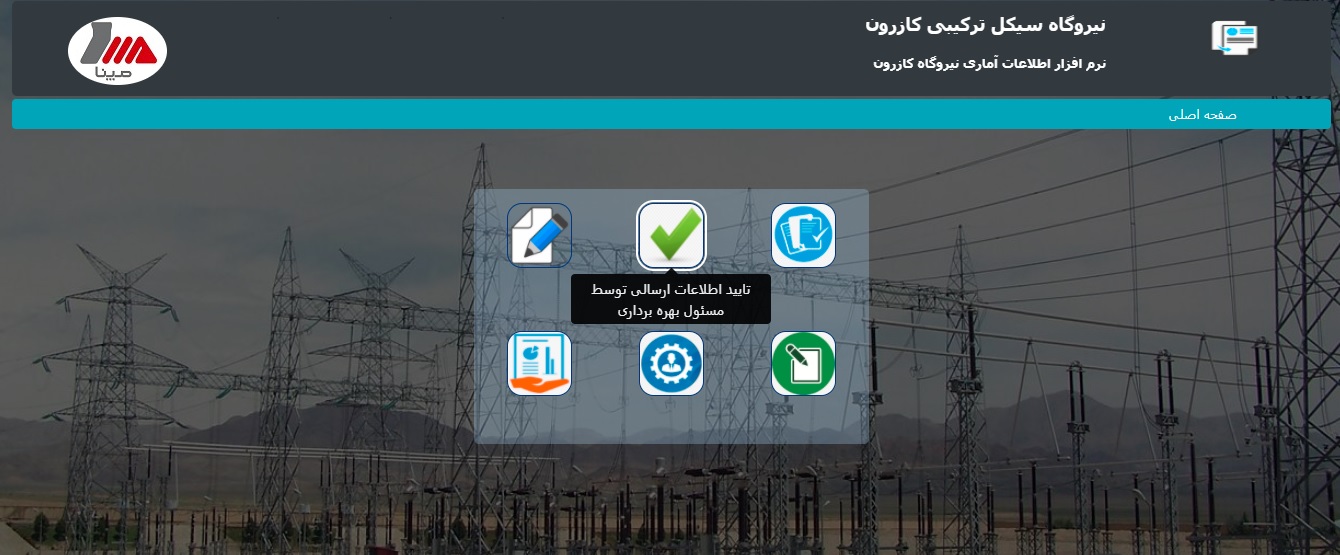 نیروگاه سیکل ترکیبی کازرون
نرم افزار اطلاعات آماری نیروگاه کازرون
مپنا
صفحه اصلی
تایید اطلاعات ارسالی توسط
مسئول بهره برداری